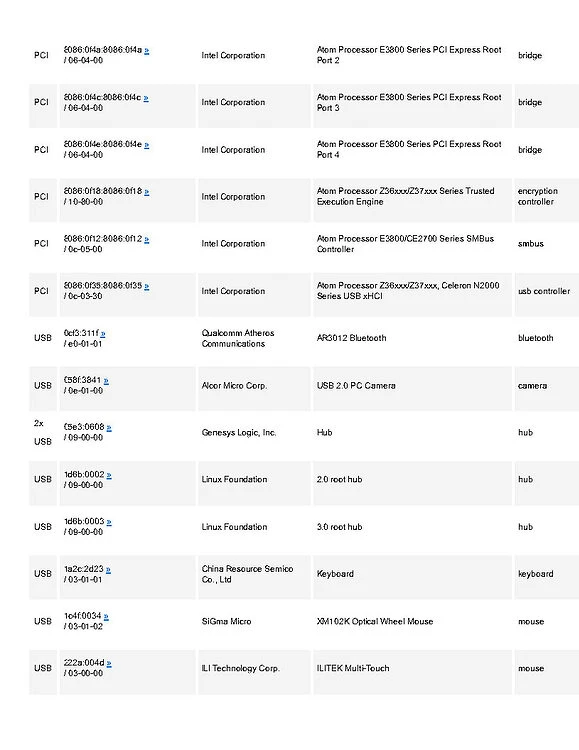 PCI 8086:0f4a:8086:0f4a » Intel Corporation Atom Processor E3800 Series PCI Express Root bridge
/ 06-04-00 Port 2
PCI 8086:0f4c:8086:0f4c » Intel Corporation Atom Processor E3800 Series PCI Express Root bridge
/ 06-04-00 Port 3
PCI 8086:0f4e:8086:0f4e » Intel Corporation Atom Processor E3800 Series PCI Express Root bridge
/ 06-04-00 Port 4
PCI 8086:0f18:8086:0f18 » Intel Corporation Atom Processor Z36xxx/Z37xxx Series Trusted encryption
/ 10-80-00 Execution Engine controller
PCI 8086:0f12:8086:0f12 » Intel Corporation Atom Processor E3800/CE2700 Series SMBus smbus
/ 0c-05-00 Controller
PCI 8086:0f35:8086:0f35 » Intel Corporation Atom Processor Z36xxx/Z37xxx, Celeron N2000 usb controller
/ 0c-03-30 Series USB xHCI
USB 0cf3:311f » Qualcomm Atheros AR3012 Bluetooth bluetooth
/ e0-01-01 Communications
USB 058f:3841 » Alcor Micro Corp. USB 2.0 PC Camera camera
/ 0e-01-00
2x 05e3:0608 » Genesys Logic, Inc. Hub hub
USB / 09-00-00
USB 1d6b:0002 » Linux Foundation 2.0 root hub hub
/ 09-00-00
USB 1d6b:0003 » Linux Foundation 3.0 root hub hub
/ 09-00-00
USB 1a2c:2d23 » China Resource Semico Keyboard keyboard
/ 03-01-01 Co., Ltd
USB 1c4f:0034 » SiGma Micro XM102K Optical Wheel Mouse mouse
/ 03-01-02
USB 222a:004d » ILI Technology Corp. ILITEK Multi-Touch mouse
/ 03-00-00